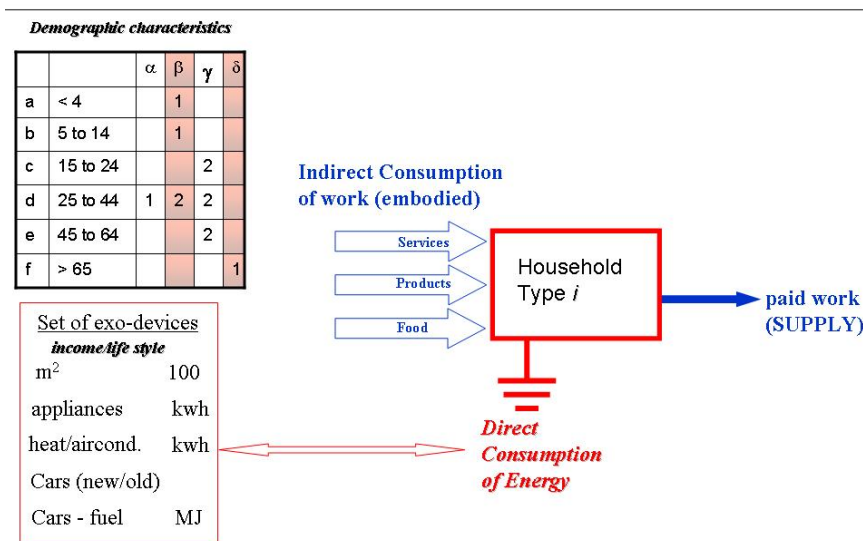 Demographic characteristics
α β γ δ
a < 4 1
b 5 to 14 1
c 15 to 24 2
d 25 to 44 1 2 2
e 45 to 64 2
f > 65 1
Set of exo-devices
income/life style
m² 100
appliances kwh
heat/aircond. kwh
Cars (new/old)
Cars - fuel MJ
Indirect Consumption
of work (embodied)
Services
Products
Food
Household
Type i
paid work
(SUPPLY)
Direct
Consumption
of Energy